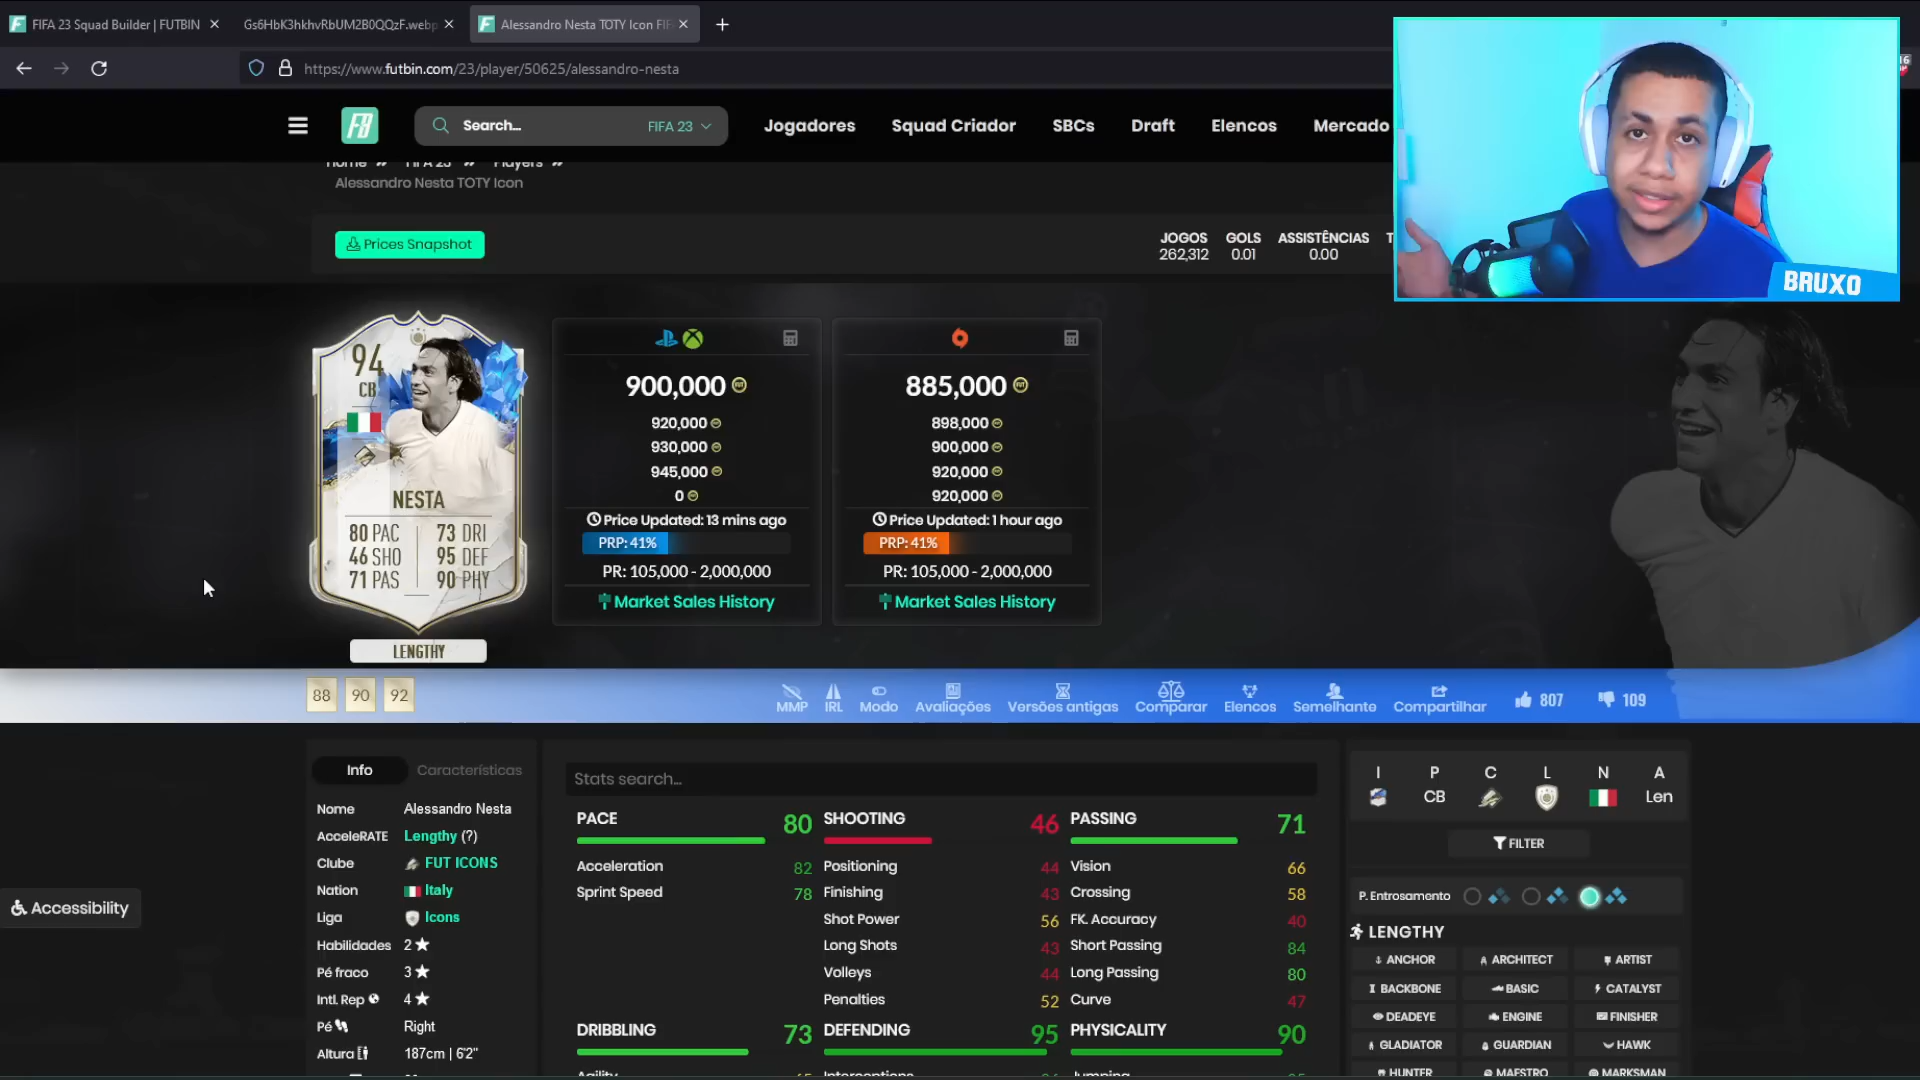 FIFA 23 Squad Builder | FUTBIN
Gs6HbK3hkhvRbUM2B0QQzF.webp
Alessandro Nesta TOTY Icon FIF
https://www.futbin.com/23/player/50625/alessandro-nesta
Search...
FIFA 23
Jogadores
Squad Criador
SBCs
Draft
Elencos
Mercado
BRUXO
Home » FIFA 23 » Players »
Alessandro Nesta TOTY Icon
Prices Snapshot
JOGOS GOLS ASSISTÊNCIAS T
262,312 0.01 0.00
94
CB
NESTA
80 PAC 73 DRI
46 SHO 95 DEF
71 PAS 90 PHY
LENGTHY
900,000
920,000
930,000
945,000
0
Price Updated: 13 mins ago
PRP: 41%
PR: 105,000 - 2,000,000
Market Sales History
885,000
898,000
900,000
920,000
920,000
Price Updated: 1 hour ago
PRP: 41%
PR: 105,000 - 2,000,000
Market Sales History
88 90 92
MMP IRL Modo Avaliações Versões antigas Comparar Elencos Semelhante Compartilhar 807 109
Info Características
Nome Alessandro Nesta
AcceleRATE Lengthy (?)
Clube FUT ICONS
Nation Italy
Liga Icons
Habilidades 2
Pé fraco 3
Intl. Rep 4
Pé Right
Altura 187cm | 6'2"
Accessibility
Stats search...
PACE 80
Acceleration 82
Sprint Speed 78
SHOOTING 46
Positioning 44
Finishing 43
Shot Power 56
Long Shots 43
Volleys 44
Penalties 52
PASSING 71
Vision 66
Crossing 58
FK. Accuracy 40
Short Passing 84
Long Passing 80
Curve 47
DRIBBLING 73
Agility
DEFENDING 95
Interceptions
PHYSICALITY 90
Jumping
I P C L N A
CB Len
FILTER
P. Entrosamento
LENGTHY
ANCHOR ARCHITECT ARTIST
BACKBONE BASIC CATALYST
DEADEYE ENGINE FINISHER
GLADIATOR GUARDIAN HAWK
HUNTER MAESTRO MARKSMAN